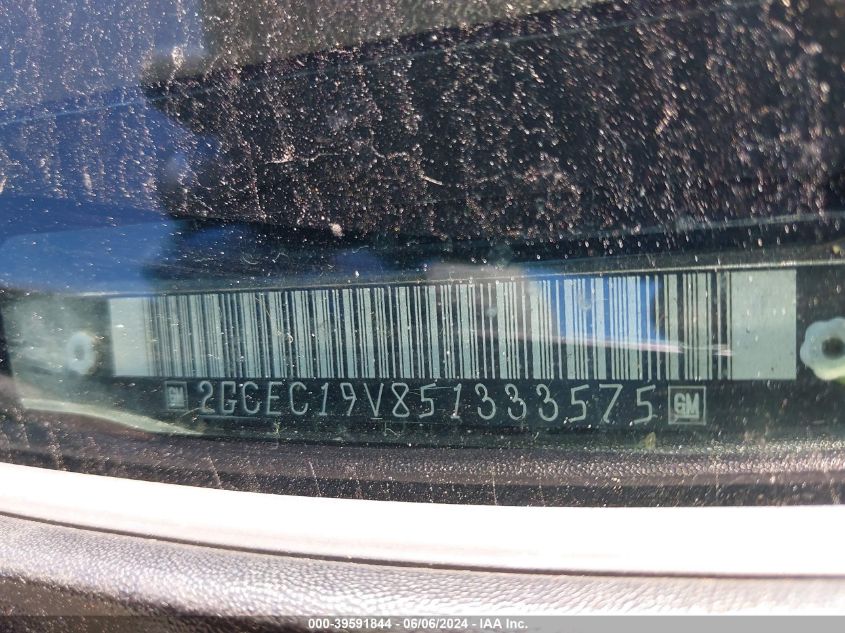 GM 2GCEC19V851333575 GM
000-39591844 | 06/06/2024 | IAA Inc.